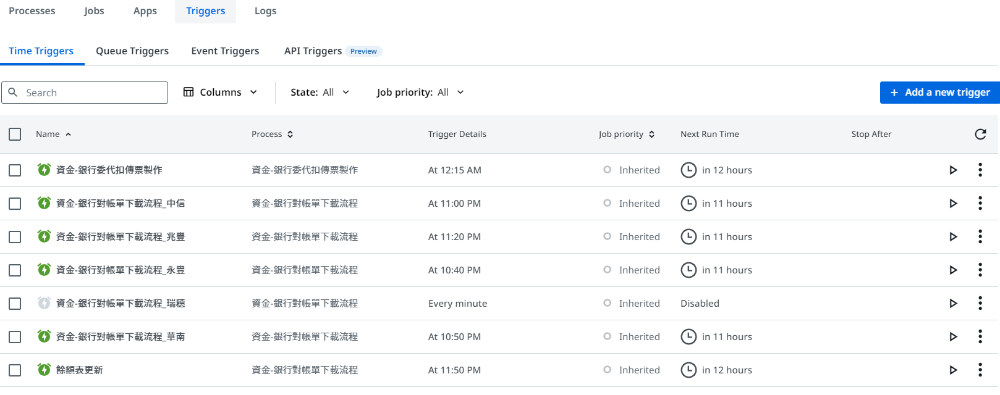 Processes Jobs Apps Triggers Logs
Time Triggers Queue Triggers Event Triggers API Triggers Preview
Search Columns State: All Job priority: All + Add a new trigger
Name Process Trigger Details Job priority Next Run Time Stop After
資金-銀行委代扣傳票製作 資金-銀行委代扣傳票製作 At 12:15 AM Inherited in 12 hours
資金-銀行對帳單下載流程_中信 資金-銀行對帳單下載流程 At 11:00 PM Inherited in 11 hours
資金-銀行對帳單下載流程_兆豐 資金-銀行對帳單下載流程 At 11:20 PM Inherited in 11 hours
資金-銀行對帳單下載流程_永豐 資金-銀行對帳單下載流程 At 10:40 PM Inherited in 11 hours
資金-銀行對帳單下載流程_瑞穗 資金-銀行對帳單下載流程 Every minute Inherited Disabled
資金-銀行對帳單下載流程_華南 資金-銀行對帳單下載流程 At 10:50 PM Inherited in 11 hours
餘額表更新 資金-銀行對帳單下載流程 At 11:50 PM Inherited in 12 hours